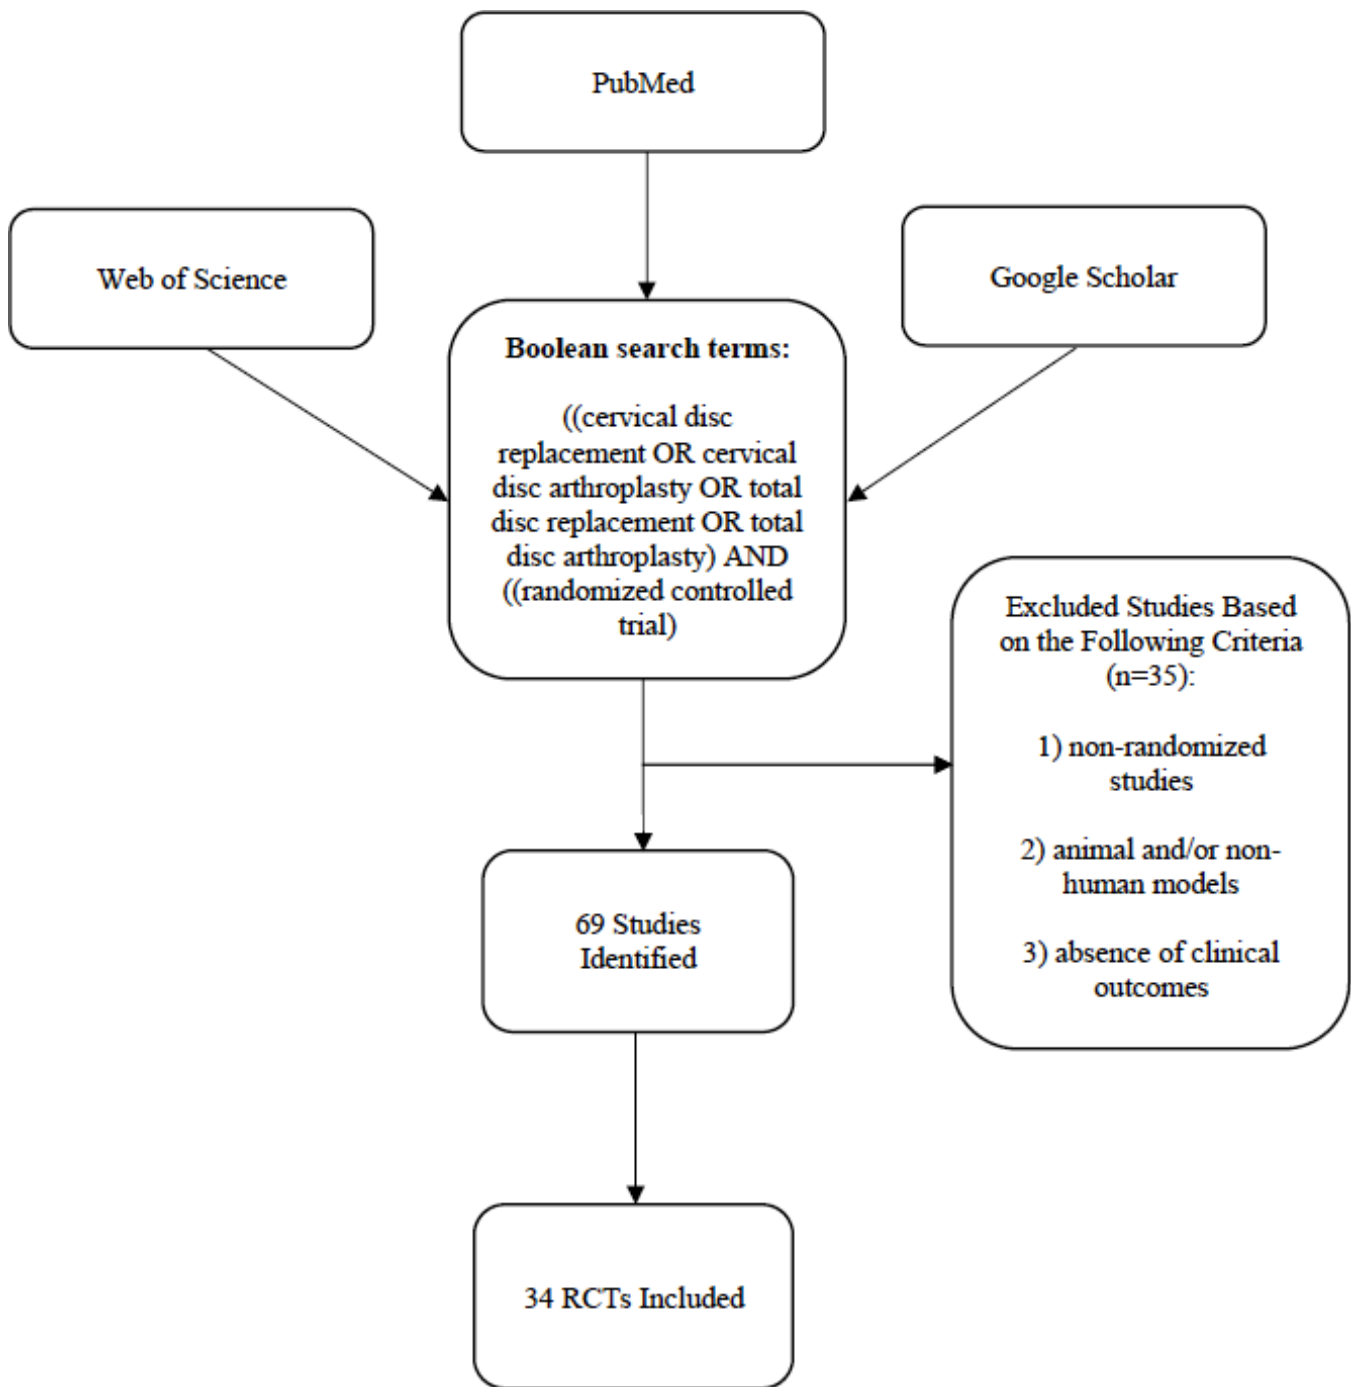 PubMed
Web of Science
Google Scholar
Boolean search terms:
((cervical disc
replacement OR cervical
disc arthroplasty OR total
disc replacement OR total
disc arthroplasty) AND
((randomized controlled
trial)
Excluded Studies Based
on the Following Criteria
(n=35):
1) non-randomized
studies
2) animal and/or non-
human models
3) absence of clinical
outcomes
69 Studies
Identified
34 RCTs Included